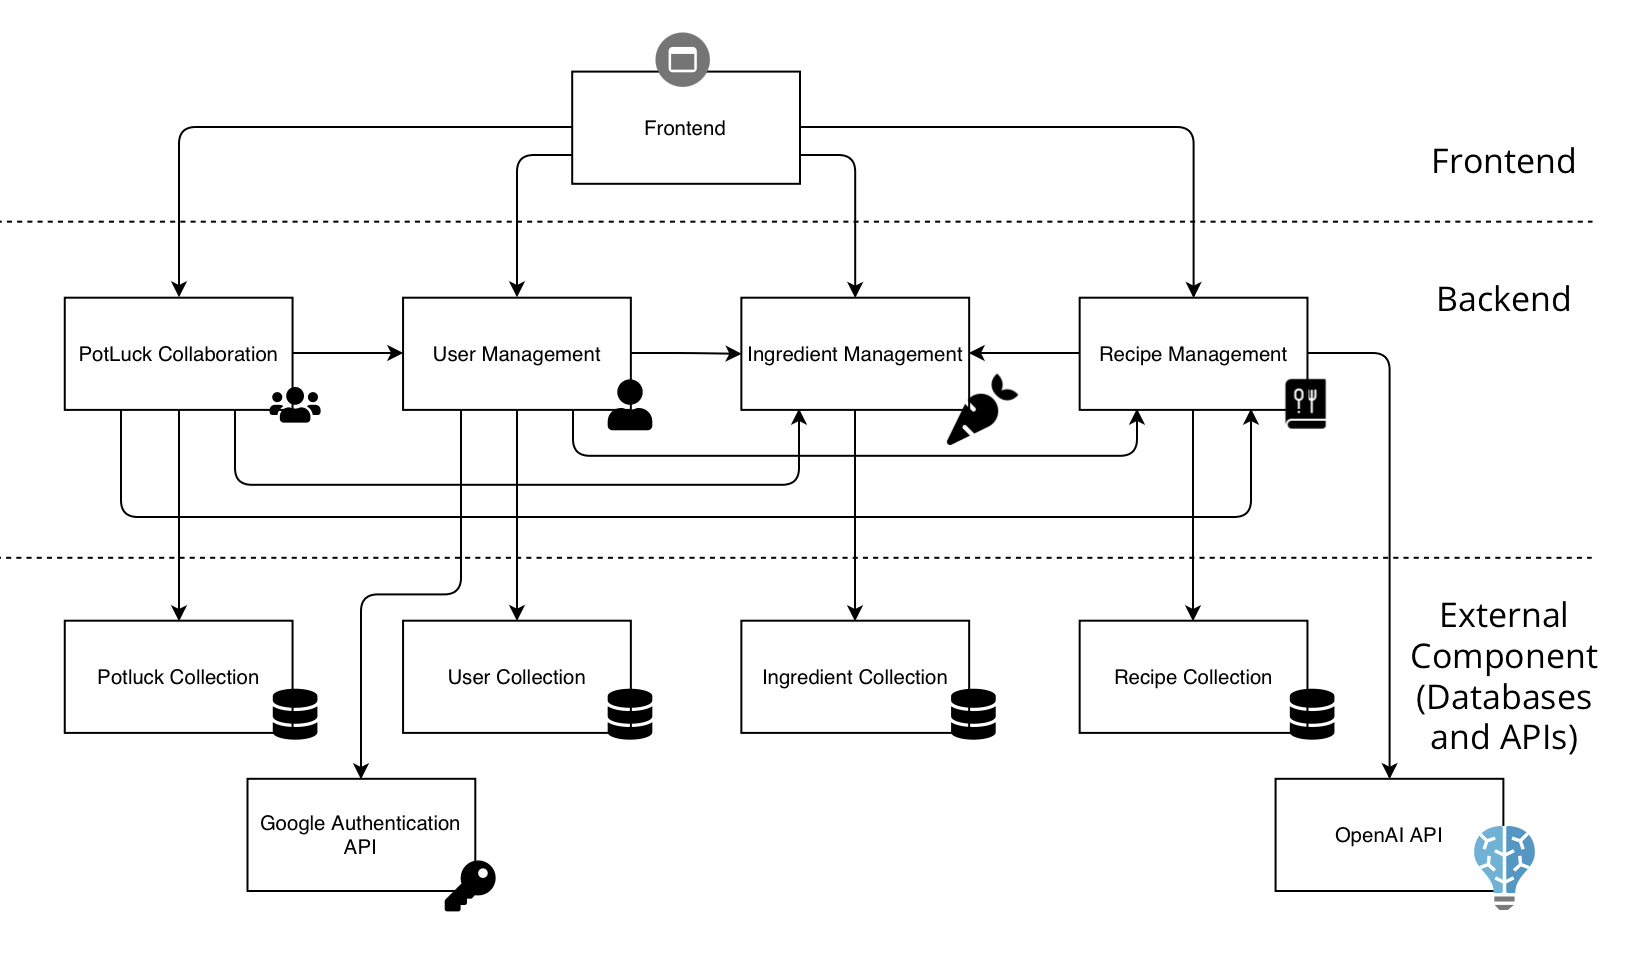 Frontend
Frontend
Backend
PotLuck Collaboration
User Management
Ingredient Management
Recipe Management
External
Component
(Databases
and APIs)
Potluck Collection
User Collection
Ingredient Collection
Recipe Collection
Google Authentication
API
OpenAI API